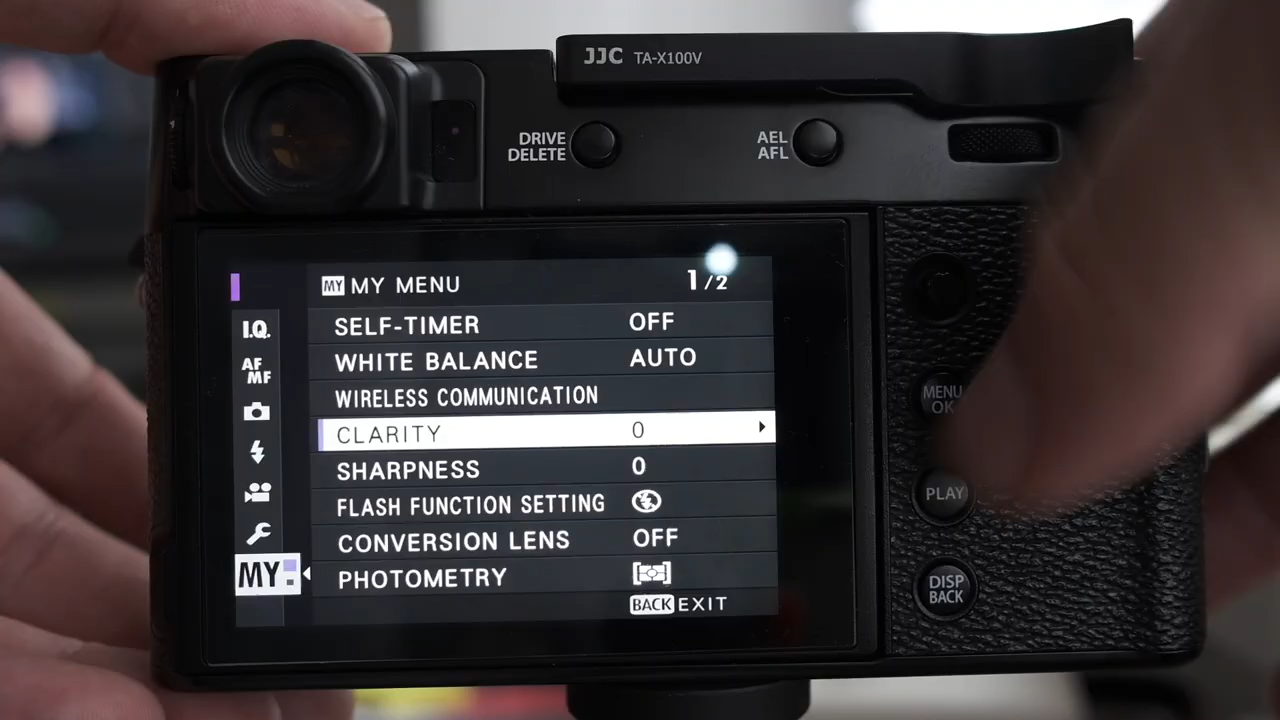 JJC TA-X100V
DRIVE
DELETE
AEL
AFL
MY MENU 1/2
SELF-TIMER OFF
WHITE BALANCE AUTO
WIRELESS COMMUNICATION
CLARITY 0
SHARPNESS 0
FLASH FUNCTION SETTING
CONVERSION LENS OFF
PHOTOMETRY
BACK EXIT
I.Q.
AF
MF
MY
MENU
OK
PLAY
DISP
BACK